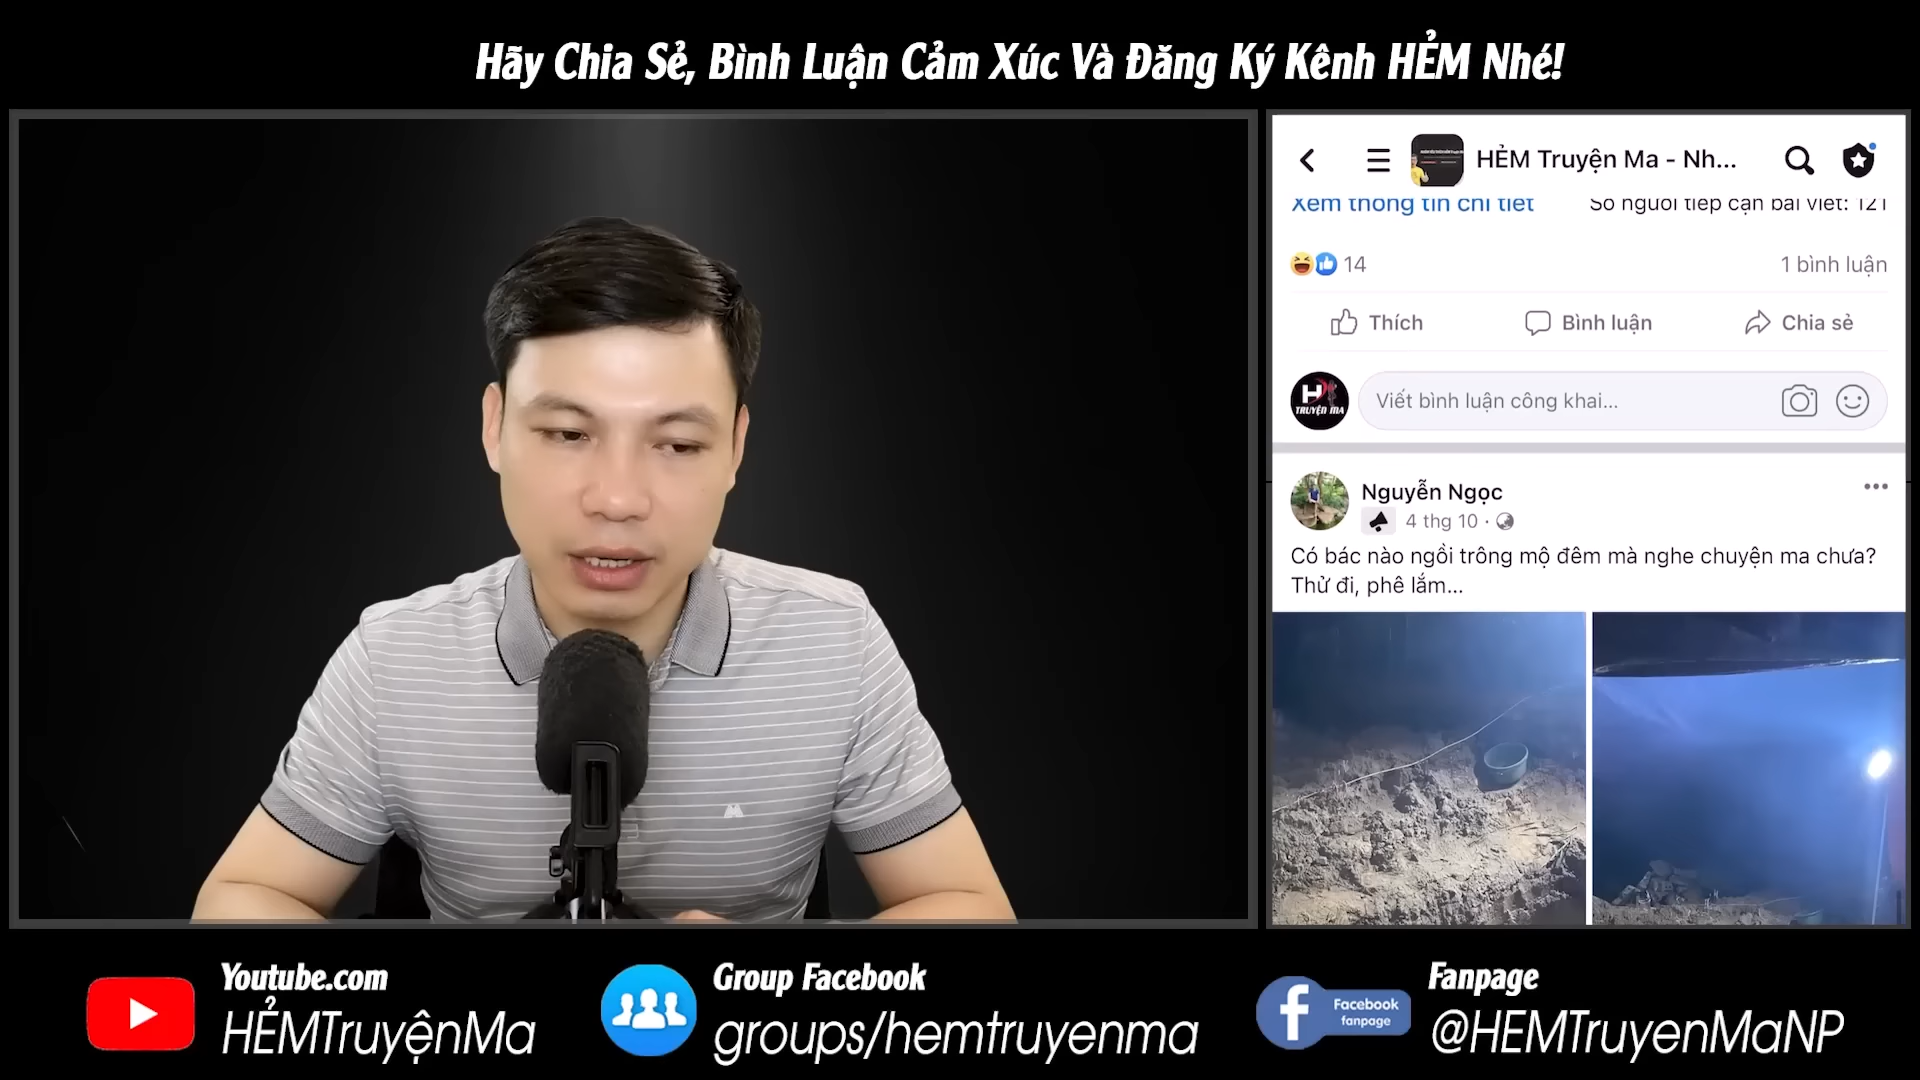 Hãy Chia Sẻ, Bình Luận Cảm Xúc Và Đăng Ký Kênh HẺM Nhé!
HẺM Truyện Ma - Nh...
Xem thông tin chi tiết
Số người tiếp cận bài viết: 121
14
1 bình luận
Thích
Bình luận
Chia sẻ
H
TRUYỆN MA
Viết bình luận công khai...
Nguyễn Ngọc
4 thg 10 ·
Có bác nào ngồi trông mộ đêm mà nghe chuyện ma chưa?
Thử đi, phê lắm...
Youtube.com
HẺMTruyệnMa
Group Facebook
groups/hemtruyenma
Facebook
fanpage
Fanpage
@HEMTruyenMaNP